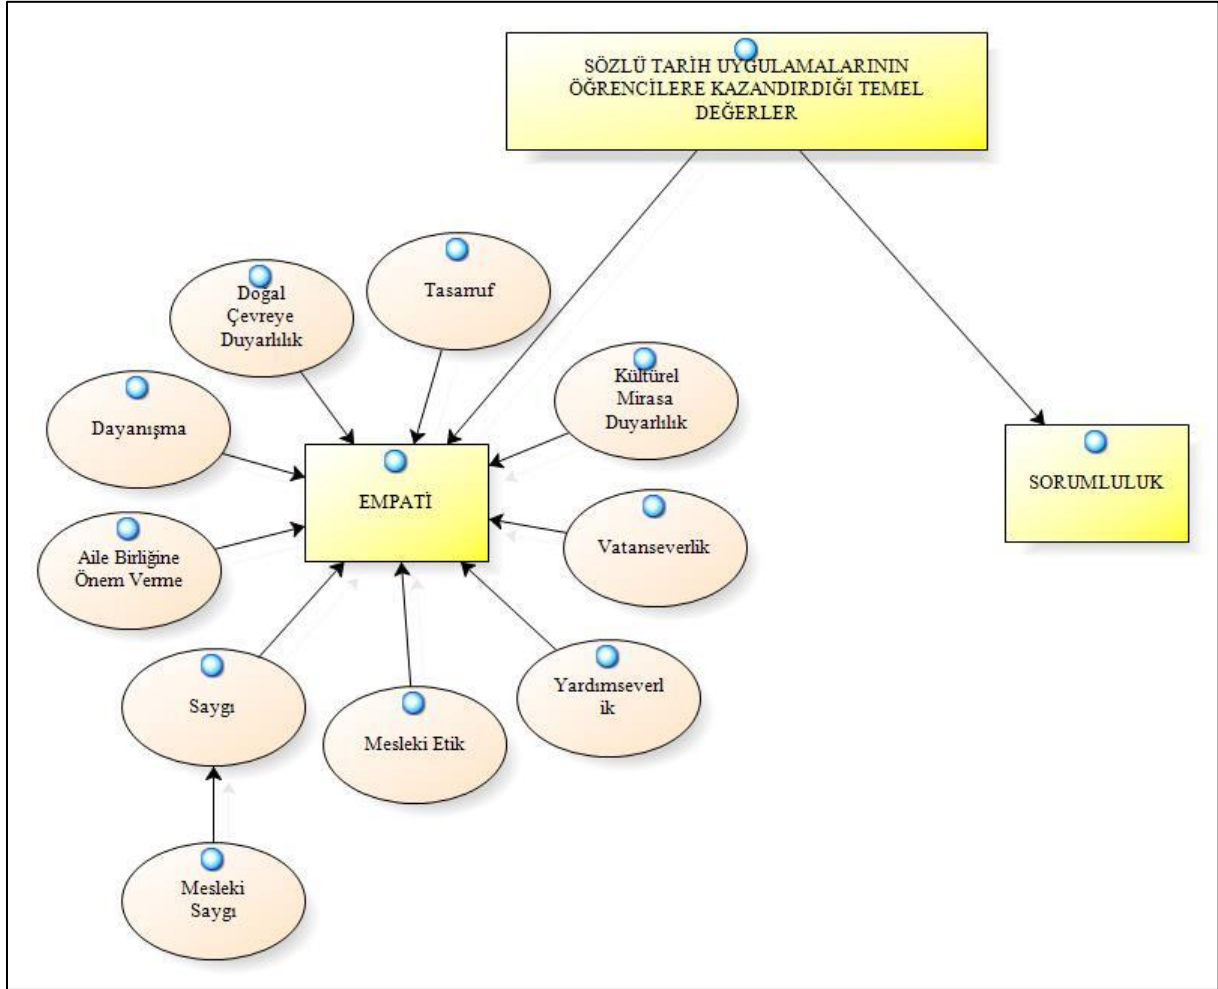 SÖZLÜ TARİH UYGULAMALARININ
ÖĞRENCİLERE KAZANDIRDIĞI TEMEL
DEĞERLER
Tasarruf
Doğal
Çevreye
Duyarlılık
Kültürel
Mirasa
Duyarlılık
Dayanışma
SORUMLULUK
EMPATİ
Vatanseverlik
Aile Birliğine
Önem Verme
Yardımseverl
ik
Saygı
Mesleki Etik
Mesleki
Saygı